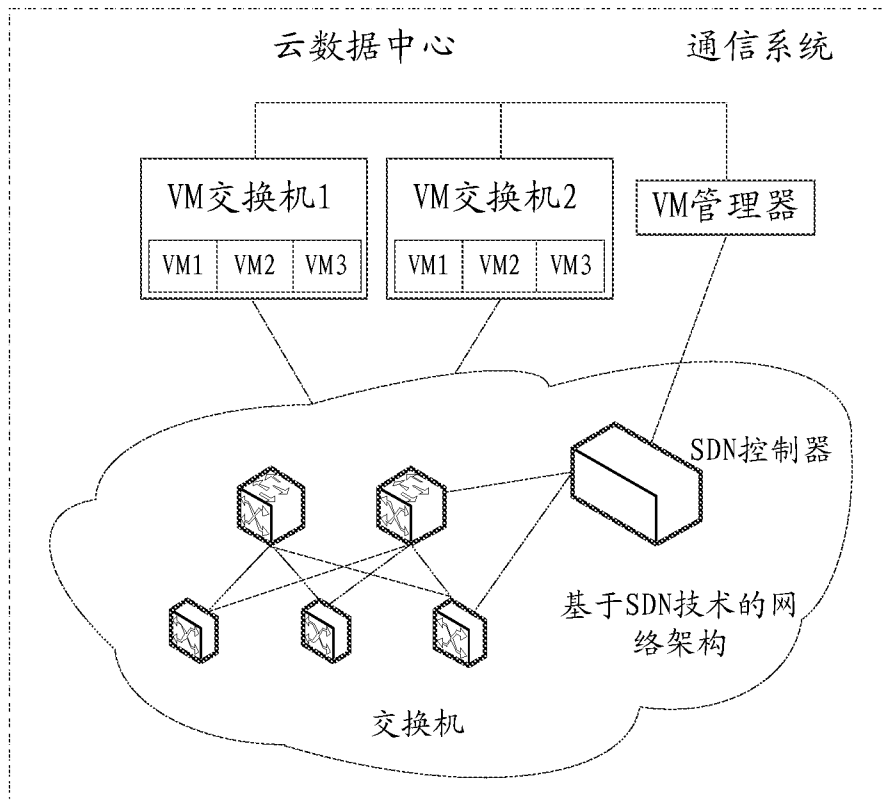 云数据中心
通信系统
VM交换机1
VM交换机2
VM管理器
VM1 VM2 VM3
VM1 VM2 VM3
SDN控制器
基于SDN技术的网
络架构
交换机